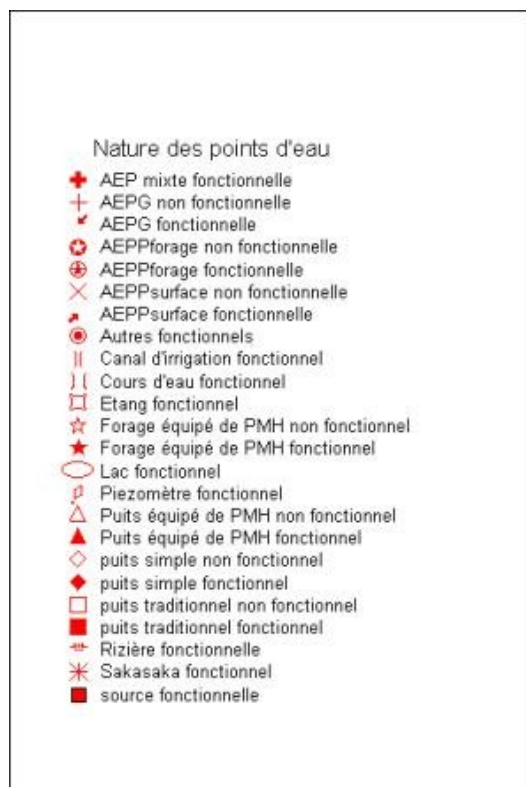 Nature des points d'eau
AEP mixte fonctionnelle
AEPG non fonctionnelle
AEPG fonctionnelle
AEPPforage non fonctionnelle
AEPPforage fonctionnelle
AEPPsurface non fonctionnelle
AEPPsurface fonctionnelle
Autres fonctionnels
Canal d'irrigation fonctionnel
Cours d'eau fonctionnel
Etang fonctionnel
Forage équipé de PMH non fonctionnel
Forage équipé de PMH fonctionnel
Lac fonctionnel
Piezomètre fonctionnel
Puits équipé de PMH non fonctionnel
Puits équipé de PMH fonctionnel
puits simple non fonctionnel
puits simple fonctionnel
puits traditionnel non fonctionnel
puits traditionnel fonctionnel
Rizière fonctionnelle
Sakasaka fonctionnel
source fonctionnelle